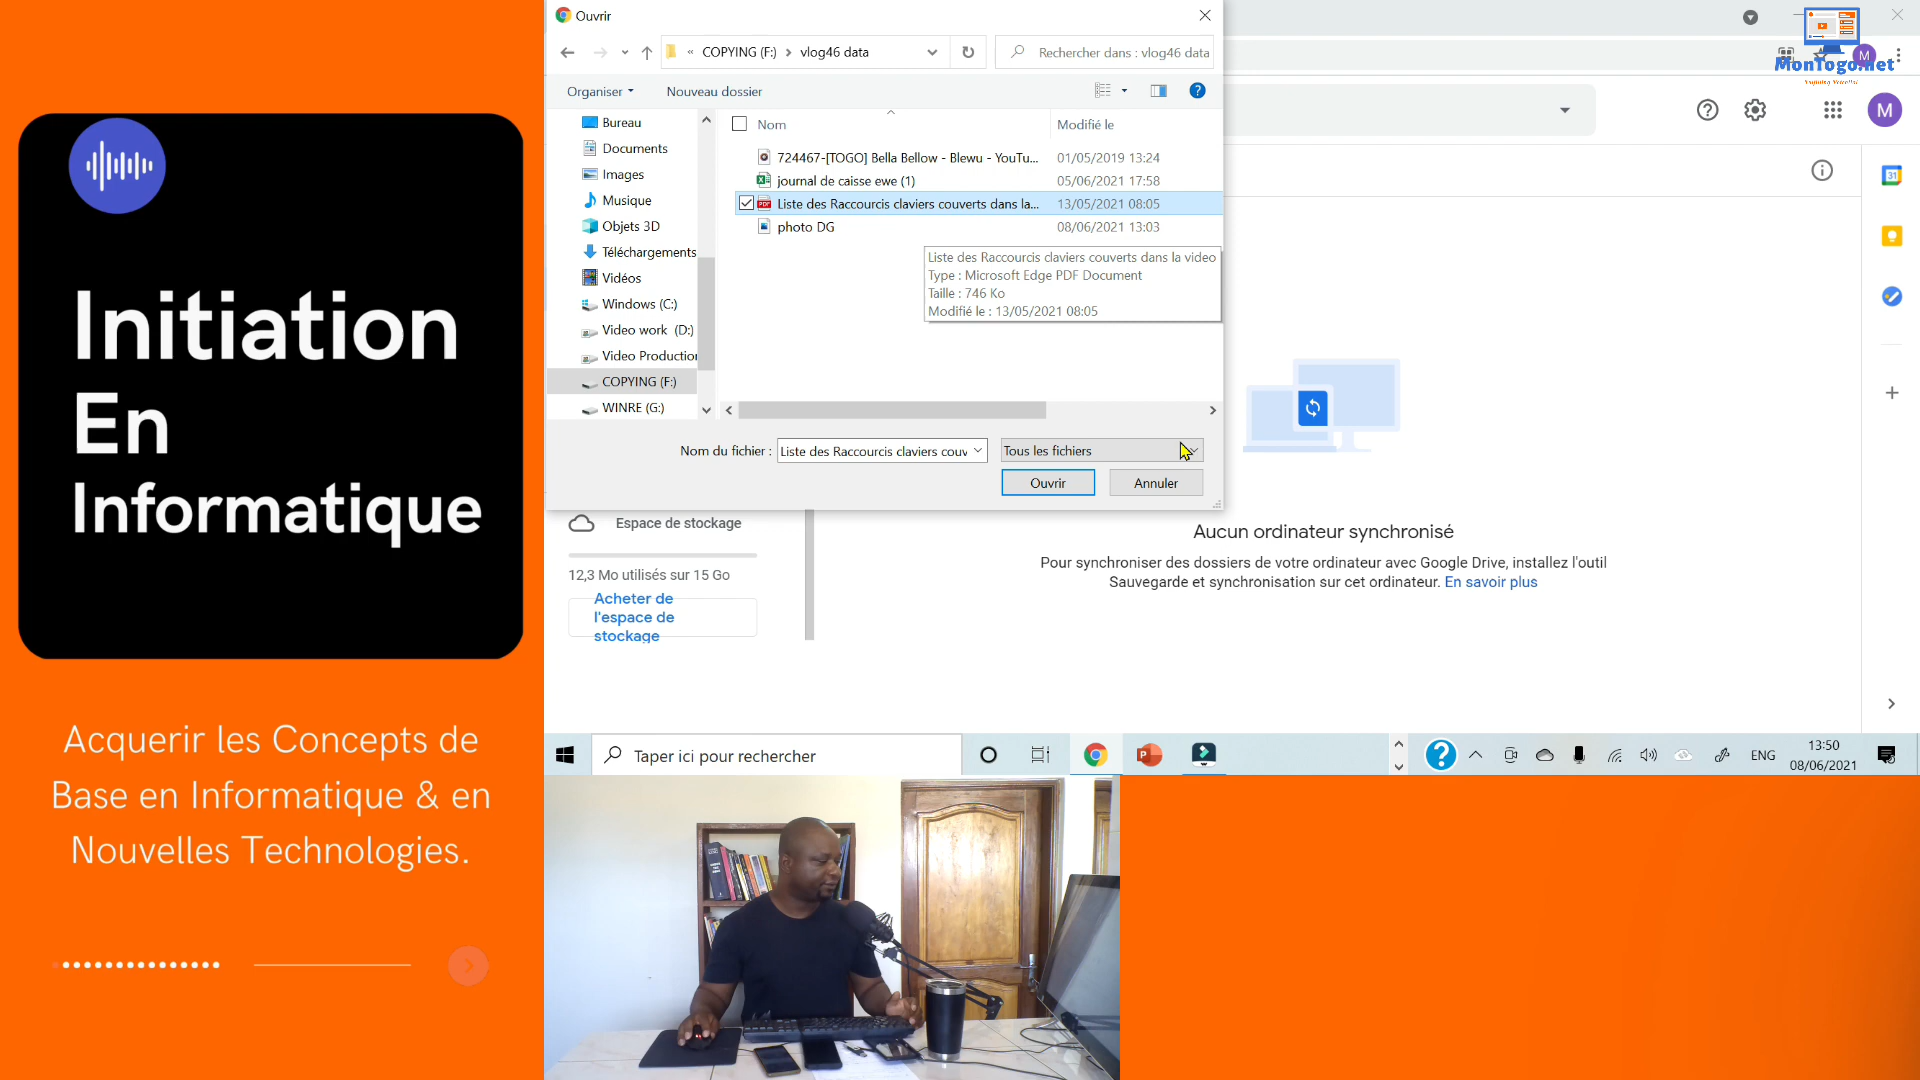 Initiation
En
Informatique
Acquerir les Concepts de
Base en Informatique & en
Nouvelles Technologies.
Ouvrir
« COPYING (F:) > vlog46 data
Rechercher dans : vlog46 data
Organiser
Nouveau dossier
Bureau
Documents
Images
Musique
Objets 3D
Téléchargements
Vidéos
Windows (C:)
Video work (D:)
Video Production
COPYING (F:)
WINRE (G:)
Nom
Modifié le
724467-[TOGO] Bella Bellow - Blewu - YouTu... 01/05/2019 13:24
journal de caisse ewe (1) 05/06/2021 17:58
Liste des Raccourcis claviers couverts dans la... 13/05/2021 08:05
photo DG 08/06/2021 13:03
Liste des Raccourcis claviers couverts dans la video
Type : Microsoft Edge PDF Document
Taille : 746 Ko
Modifié le : 13/05/2021 08:05
Nom du fichier : Liste des Raccourcis claviers couv
Tous les fichiers
Ouvrir
Annuler
MonTogo.net
M
M
31
Espace de stockage
12,3 Mo utilisés sur 15 Go
Acheter de
l'espace de
stockage
Aucun ordinateur synchronisé
Pour synchroniser des dossiers de votre ordinateur avec Google Drive, installez l'outil
Sauvegarde et synchronisation sur cet ordinateur. En savoir plus
Taper ici pour rechercher
ENG
13:50
08/06/2021